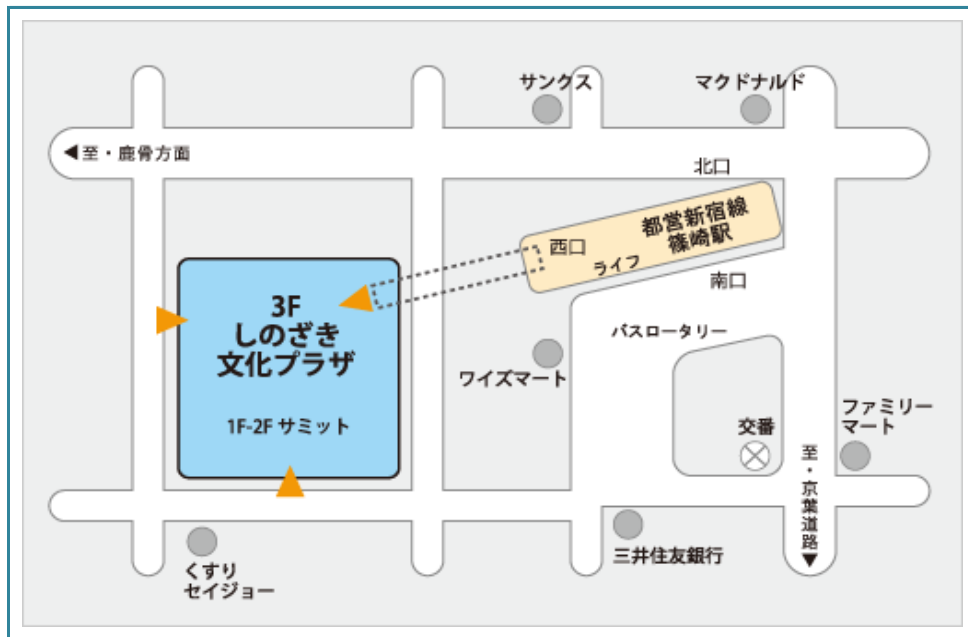 サンクス
マクドナルド
◀至・鹿骨方面
北口
都営新宿線
篠崎駅
西口
ライフ
南口
3F
しのざき
文化プラザ
バスロータリー
ワイズマート
1F-2F サミット
交番
ファミリー
マート
至・京葉道路▼
三井住友銀行
くすり
セイジョー